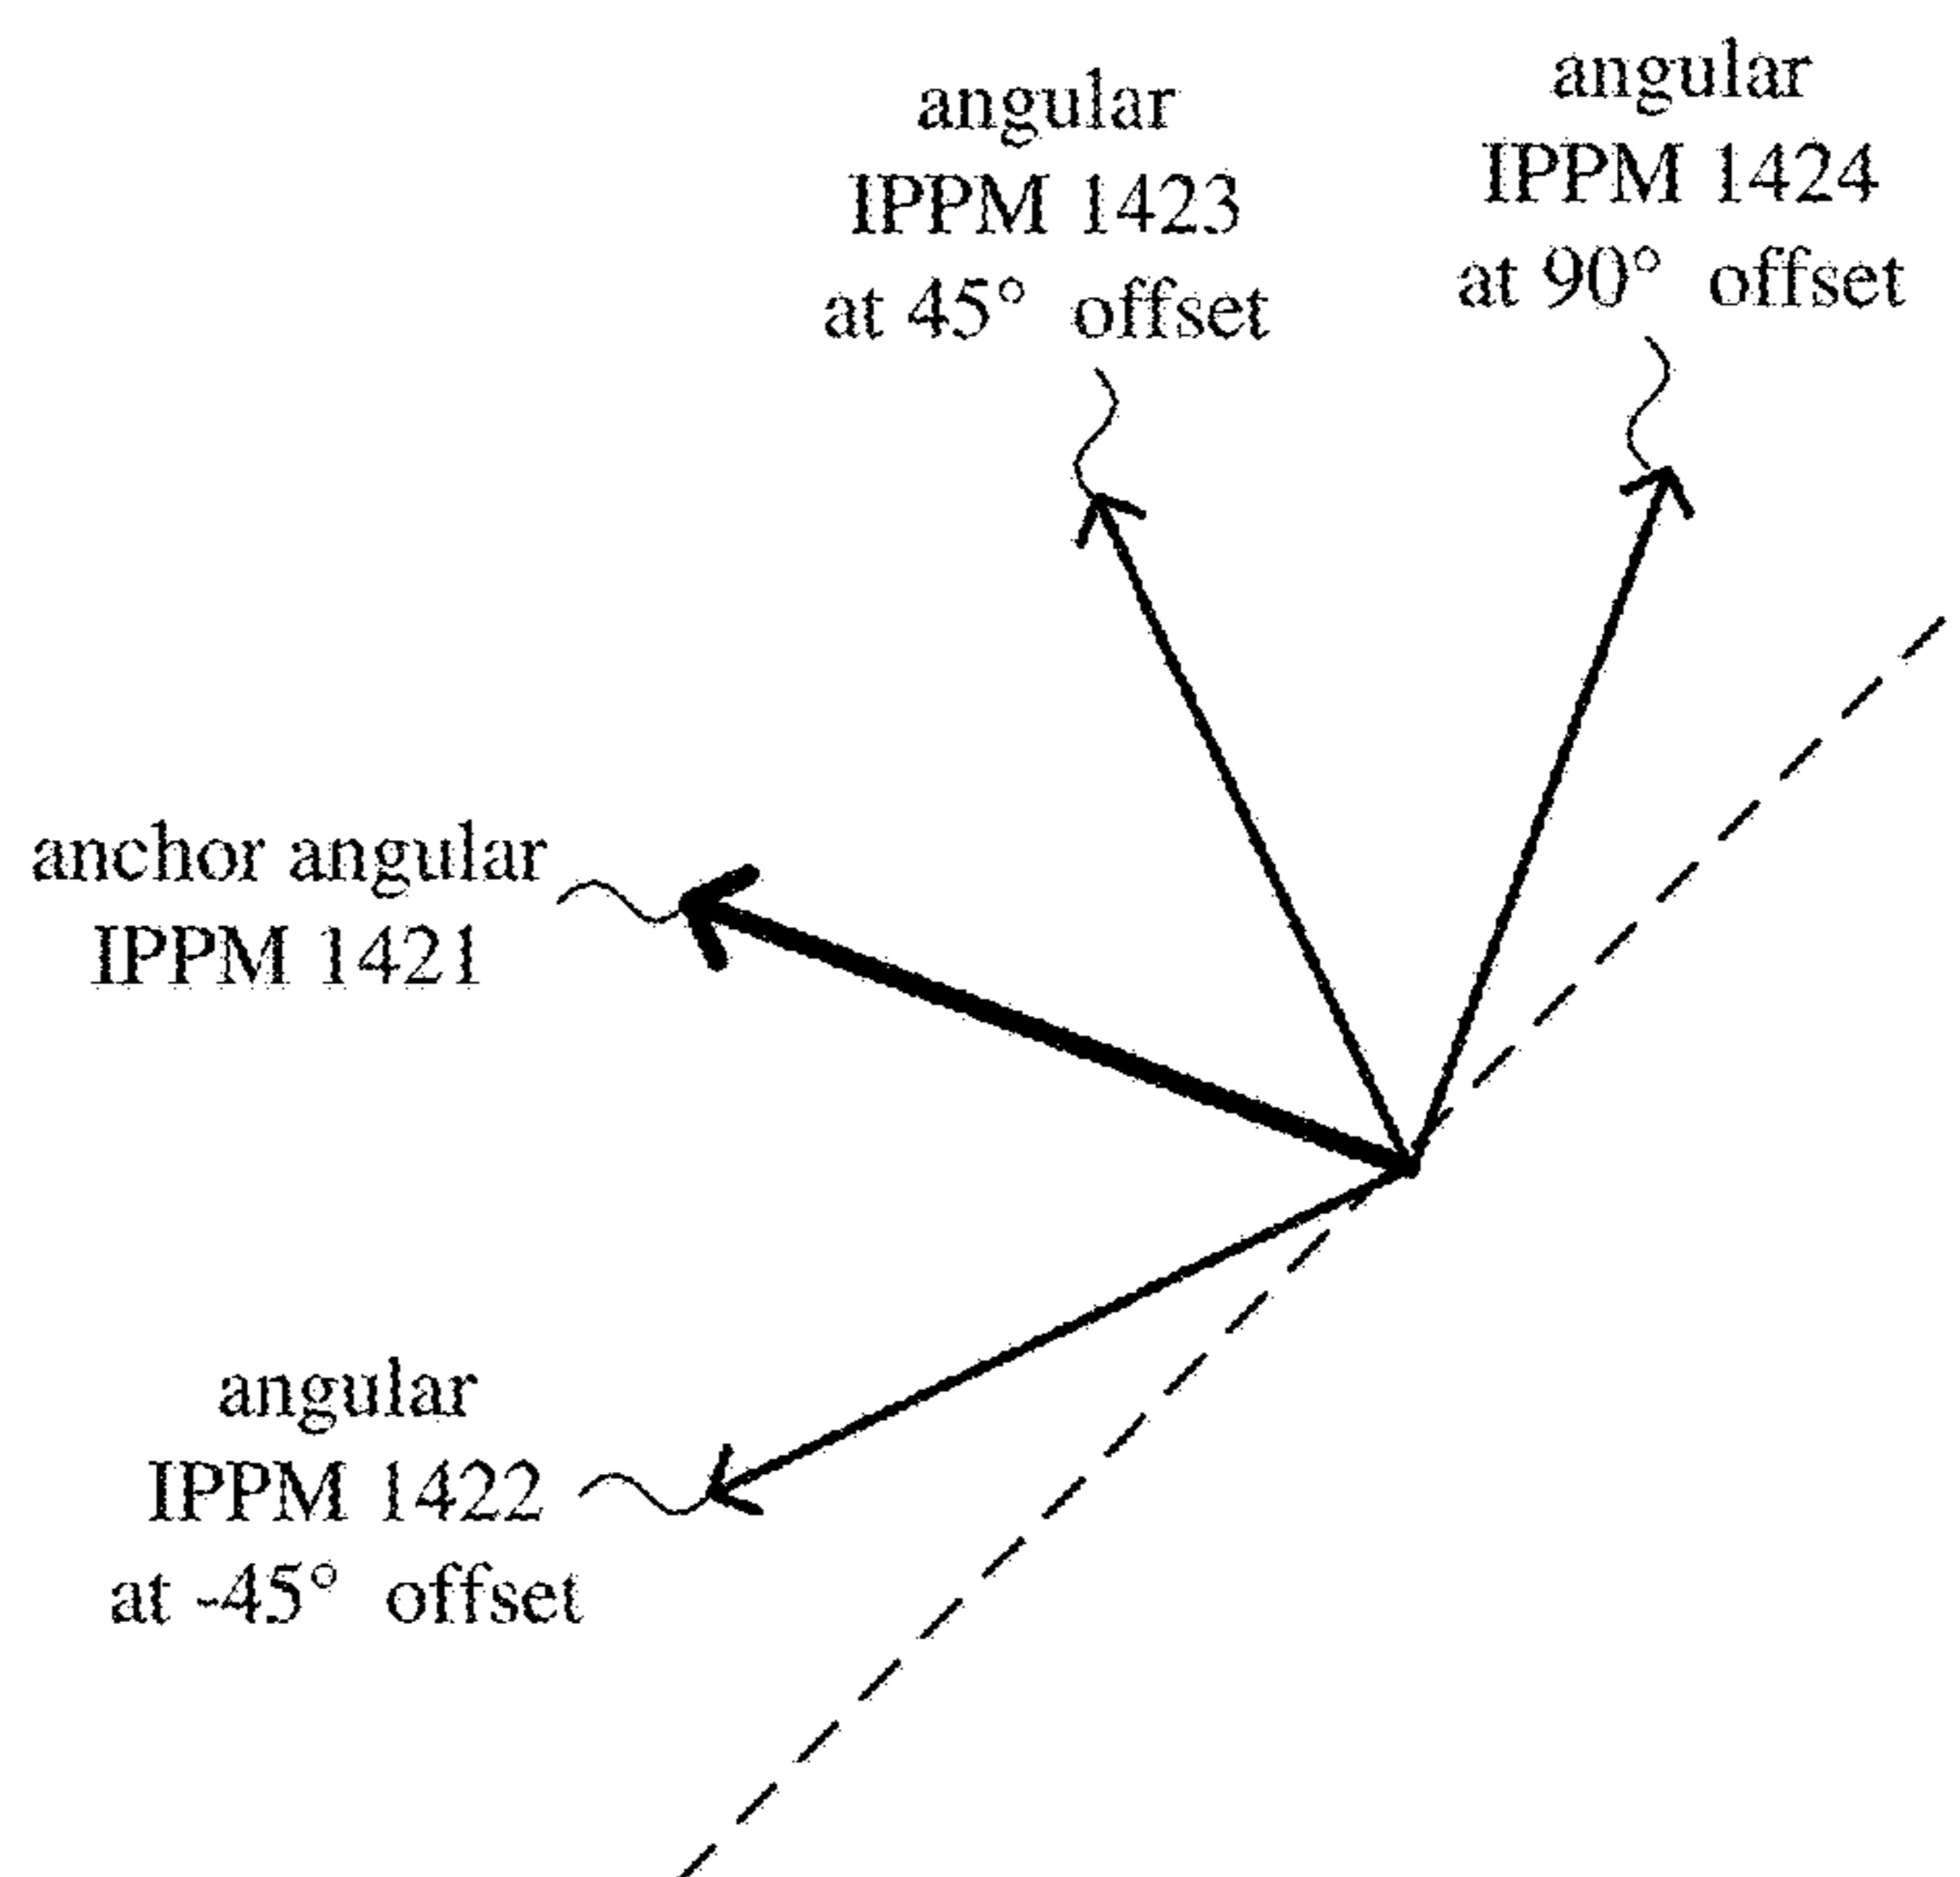 angular
IPPM 1423
at 45° offset
angular
IPPM 1424
at 90° offset
anchor angular
IPPM 1421
angular
IPPM 1422
at -45° offset